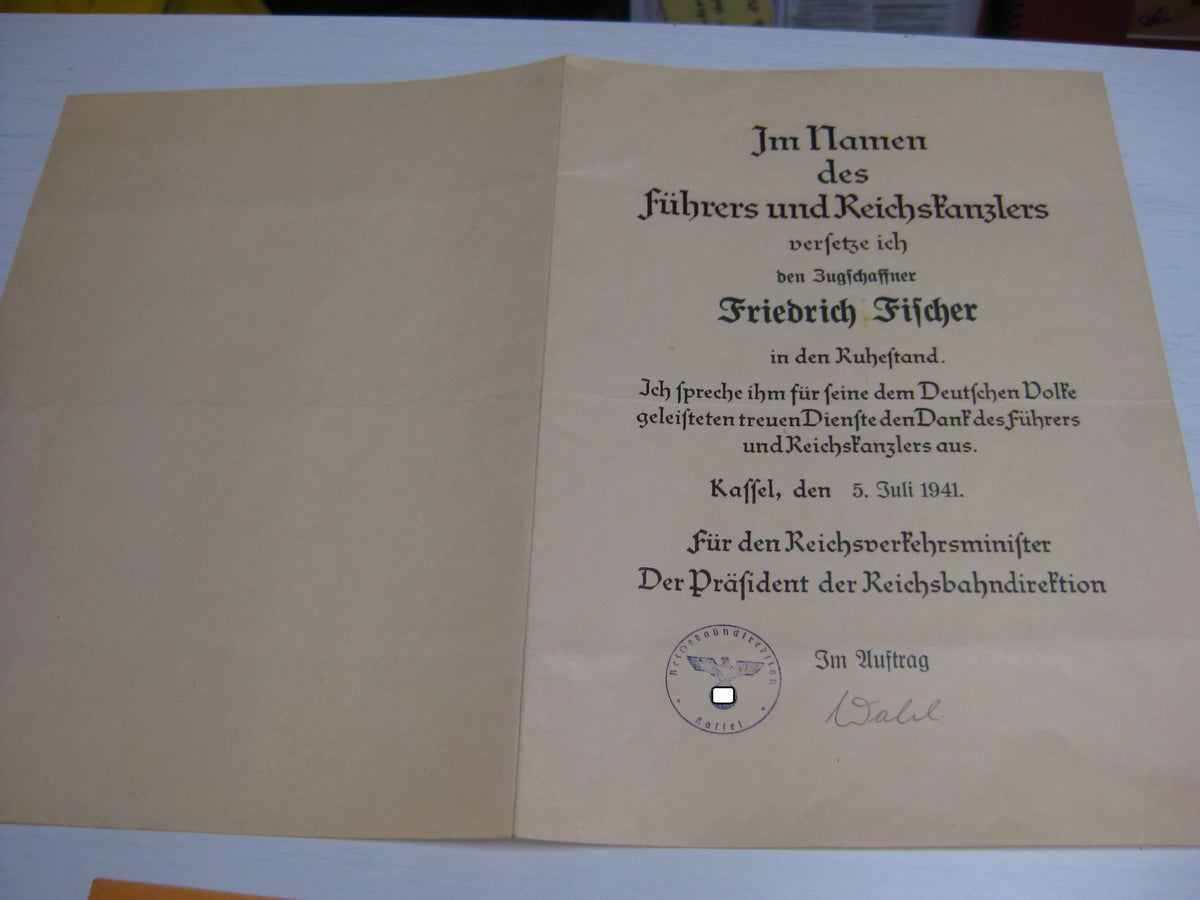 Im Namen
des
Führers und Reichskanzlers
verſetze ich
den Zugſchaffner
Friedrich Fiſcher
in den Ruheſtand.
Ich ſpreche ihm für ſeine dem Deutſchen Volke
geleiſteten treuen Dienſte den Dank des Führers
und Reichskanzlers aus.
Kaſſel, den 5. Juli 1941.
Für den Reichsverkehrsminiſter
Der Präſident der Reichsbahndirektion
Reichsbahndirektion
Kaſſel
Im Auftrag